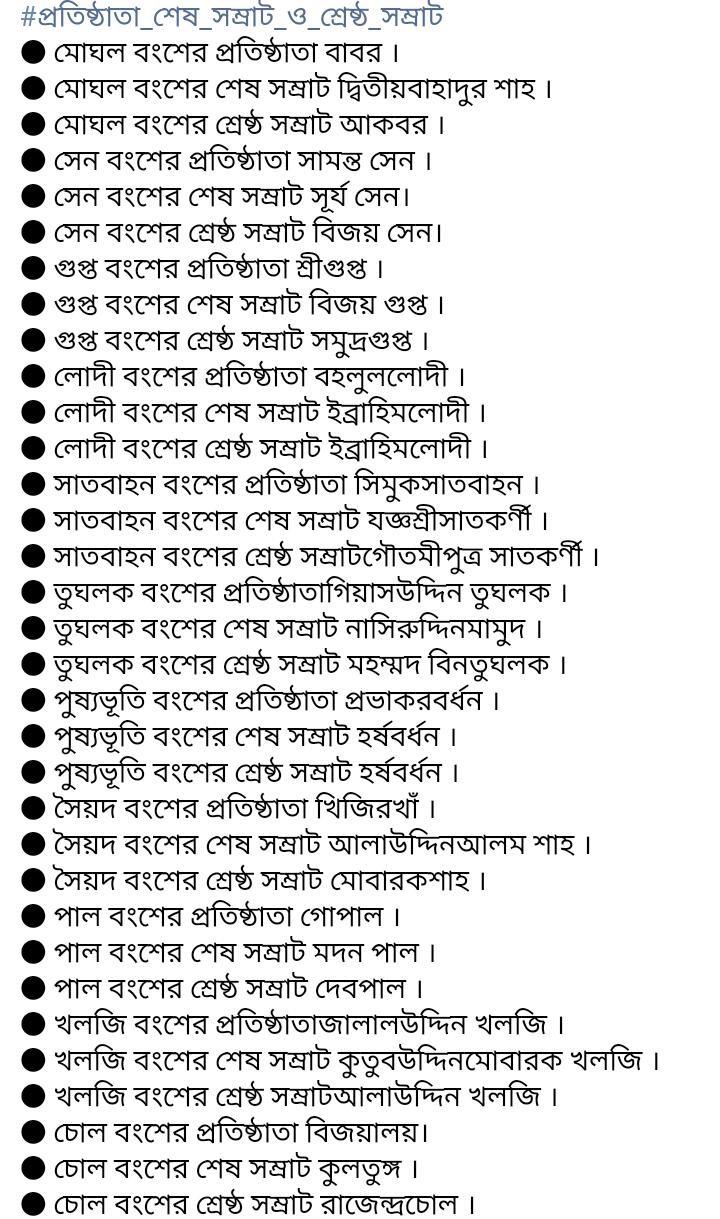 #প্রতিষ্ঠাতা_শেষ_সম্রাট_ও_শ্রেষ্ঠ_সম্রাট
● মোঘল বংশের প্রতিষ্ঠাতা বাবর ।
● মোঘল বংশের শেষ সম্রাট দ্বিতীয়বাহাদুর শাহ ।
● মোঘল বংশের শ্রেষ্ঠ সম্রাট আকবর ।
● সেন বংশের প্রতিষ্ঠাতা সামন্ত সেন ।
● সেন বংশের শেষ সম্রাট সূর্য সেন।
● সেন বংশের শ্রেষ্ঠ সম্রাট বিজয় সেন।
● গুপ্ত বংশের প্রতিষ্ঠাতা শ্রীগুপ্ত ।
● গুপ্ত বংশের শেষ সম্রাট বিজয় গুপ্ত ।
● গুপ্ত বংশের শ্রেষ্ঠ সম্রাট সমুদ্রগুপ্ত ।
● লোদী বংশের প্রতিষ্ঠাতা বহলুললোদী ।
● লোদী বংশের শেষ সম্রাট ইব্রাহিমলোদী ।
● লোদী বংশের শ্রেষ্ঠ সম্রাট ইব্রাহিমলোদী ।
● সাতবাহন বংশের প্রতিষ্ঠাতা সিমুকসাতবাহন ।
● সাতবাহন বংশের শেষ সম্রাট যজ্ঞশ্রীসাতকর্ণী ।
● সাতবাহন বংশের শ্রেষ্ঠ সম্রাটগৌতমীপুত্র সাতকর্ণী ।
● তুঘলক বংশের প্রতিষ্ঠাতাগিয়াসউদ্দিন তুঘলক ।
● তুঘলক বংশের শেষ সম্রাট নাসিরুদ্দিনমামুদ ।
● তুঘলক বংশের শ্রেষ্ঠ সম্রাট মহম্মদ বিনতুঘলক ।
● পুষ্যভূতি বংশের প্রতিষ্ঠাতা প্রভাকরবর্ধন ।
● পুষ্যভূতি বংশের শেষ সম্রাট হর্ষবর্ধন ।
● পুষ্যভূতি বংশের শ্রেষ্ঠ সম্রাট হর্ষবর্ধন ।
● সৈয়দ বংশের প্রতিষ্ঠাতা খিজিরখাঁ ।
● সৈয়দ বংশের শেষ সম্রাট আলাউদ্দিনআলম শাহ ।
● সৈয়দ বংশের শ্রেষ্ঠ সম্রাট মোবারকশাহ ।
● পাল বংশের প্রতিষ্ঠাতা গোপাল ।
● পাল বংশের শেষ সম্রাট মদন পাল ।
● পাল বংশের শ্রেষ্ঠ সম্রাট দেবপাল ।
● খলজি বংশের প্রতিষ্ঠাতাজালালউদ্দিন খলজি ।
● খলজি বংশের শেষ সম্রাট কুতুবউদ্দিনমোবারক খলজি ।
● খলজি বংশের শ্রেষ্ঠ সম্রাটআলাউদ্দিন খলজি ।
● চোল বংশের প্রতিষ্ঠাতা বিজয়ালয়।
● চোল বংশের শেষ সম্রাট কুলতুঙ্গ ।
● চোল বংশের শ্রেষ্ঠ সম্রাট রাজেন্দ্রচোল ।